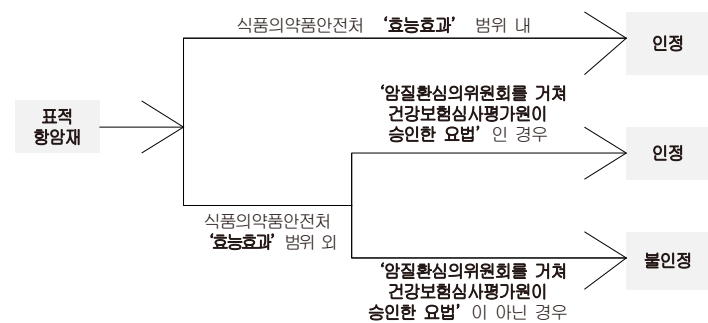 식품의약품안전처 ‘효능효과’ 범위 내
인정
표적
항암재
‘암질환심의위원회를 거쳐
건강보험심사평가원이
승인한 요법’ 인 경우
인정
식품의약품안전처
‘효능효과’ 범위 외
‘암질환심의위원회를 거쳐
건강보험심사평가원이
승인한 요법’ 이 아닌 경우
불인정